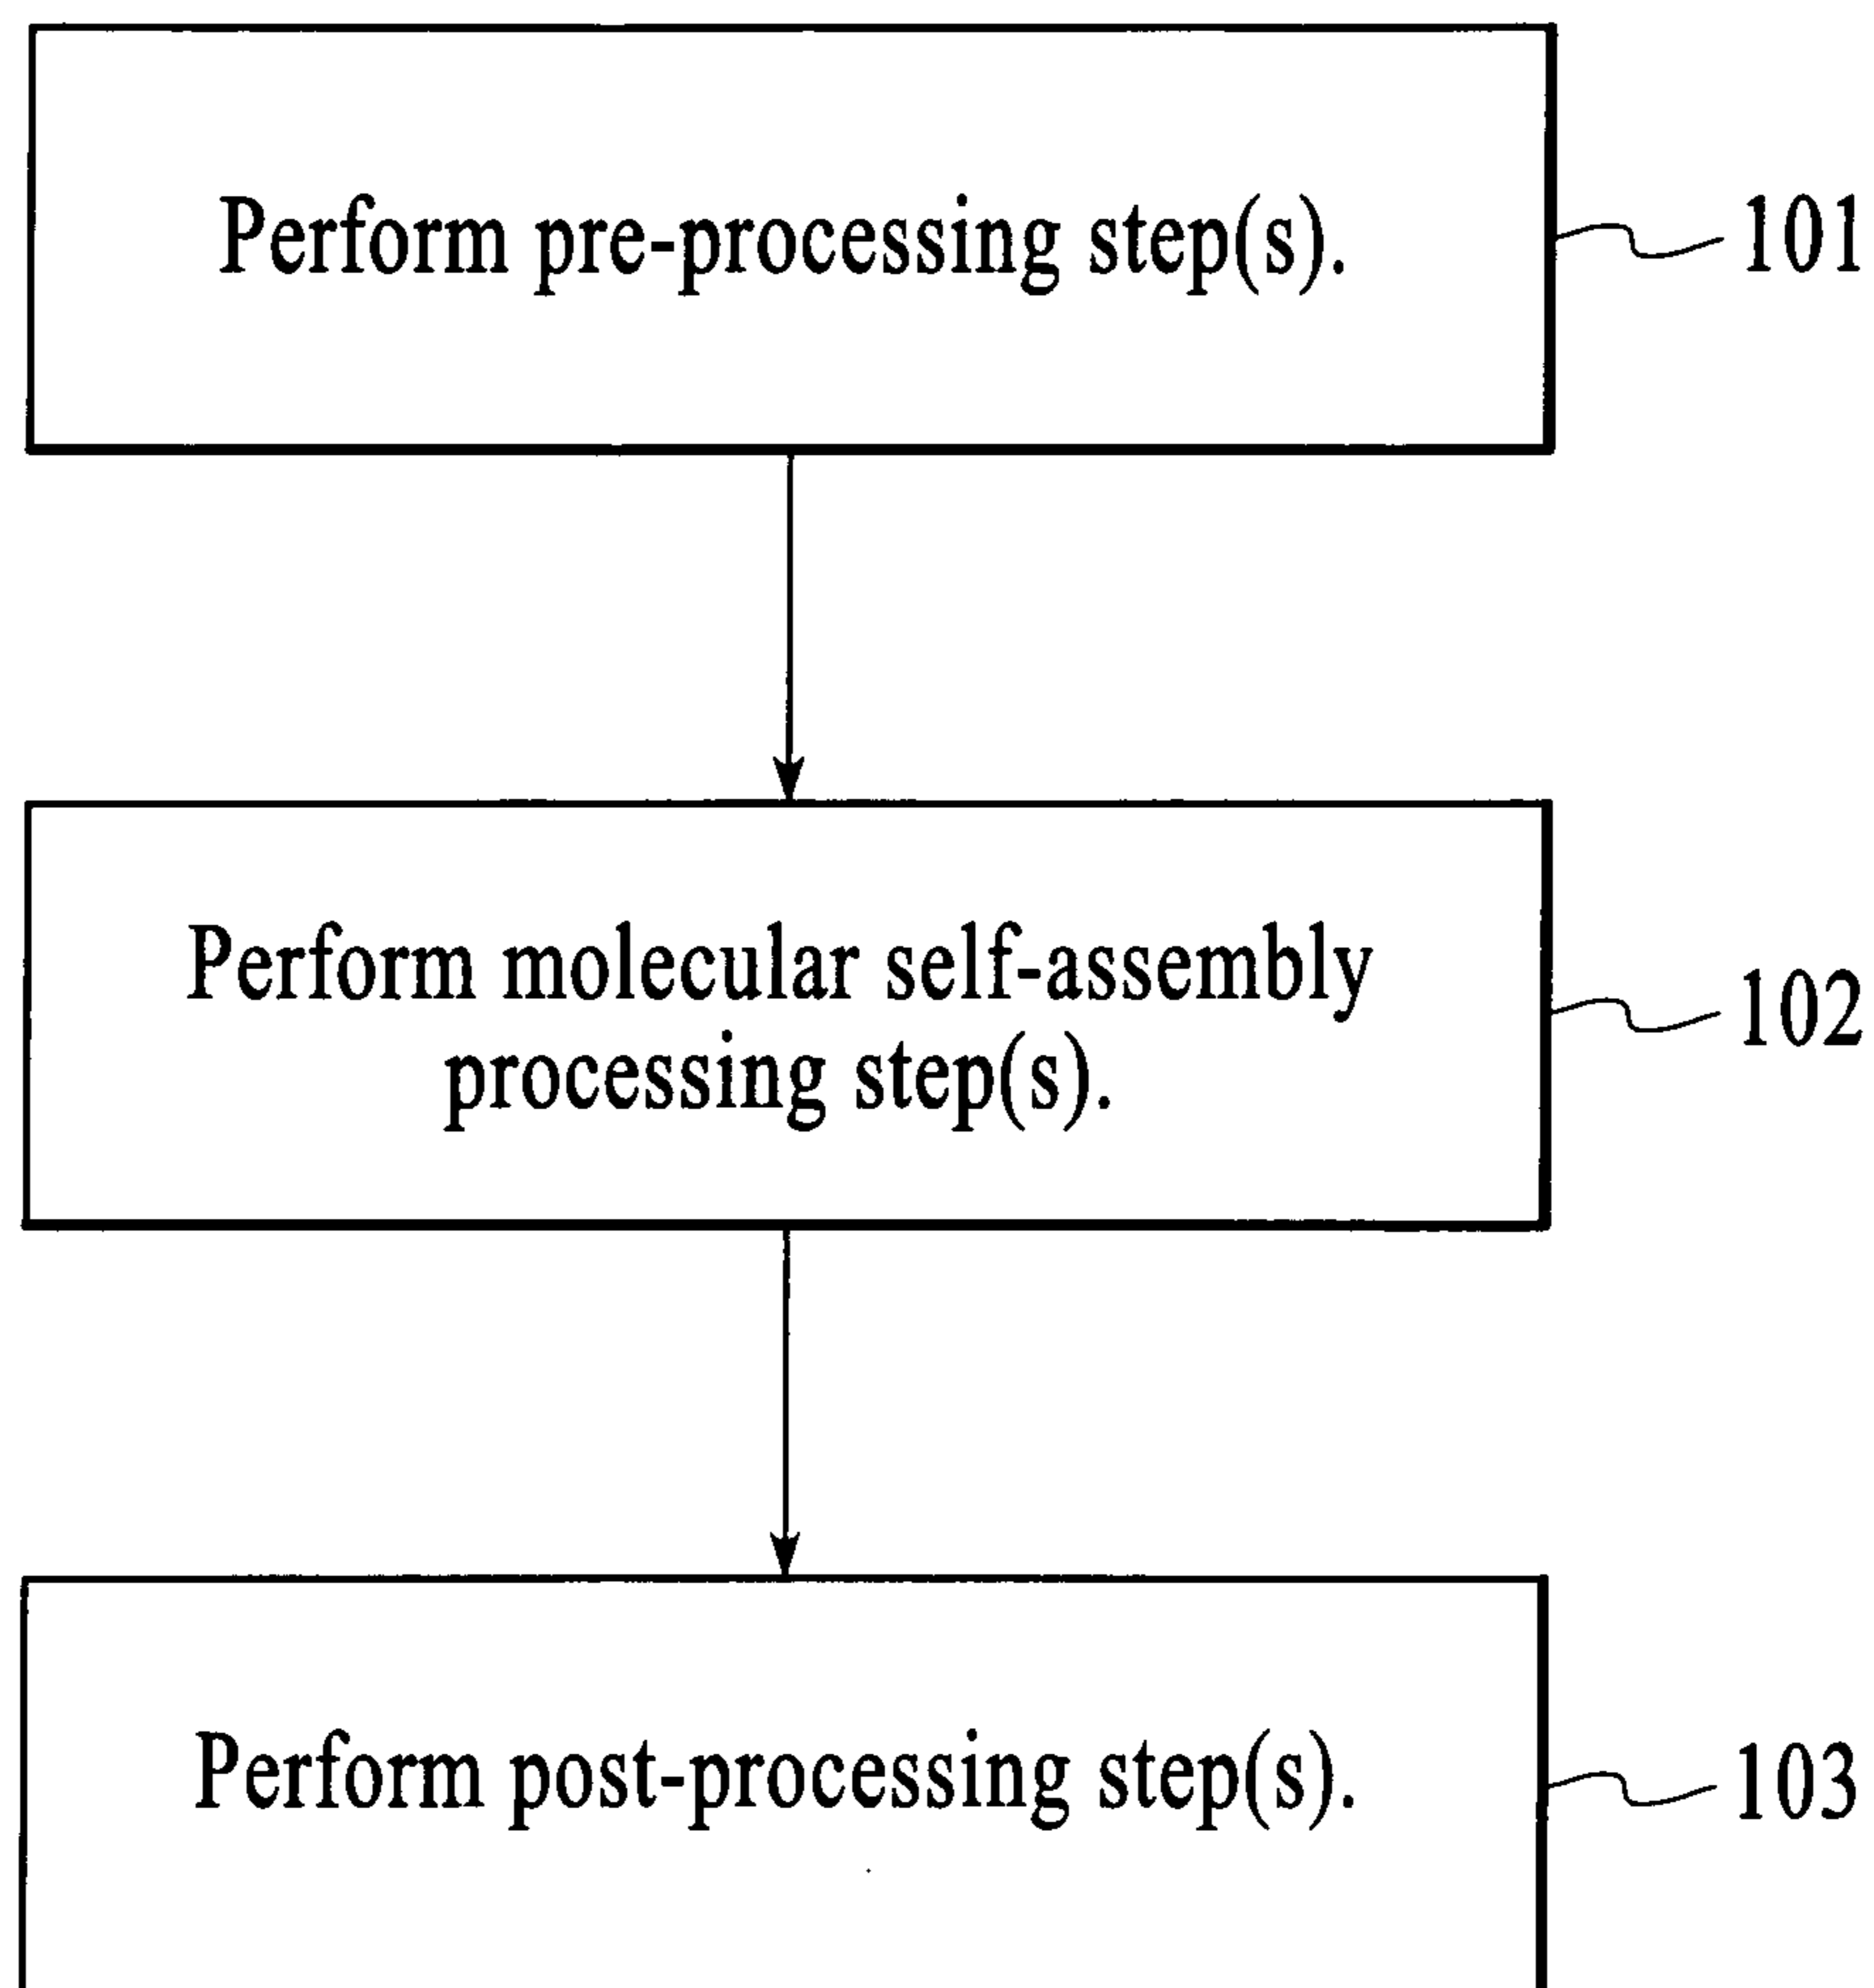 Perform pre-processing step(s).
101
Perform molecular self-assembly
processing step(s).
102
Perform post-processing step(s).
103